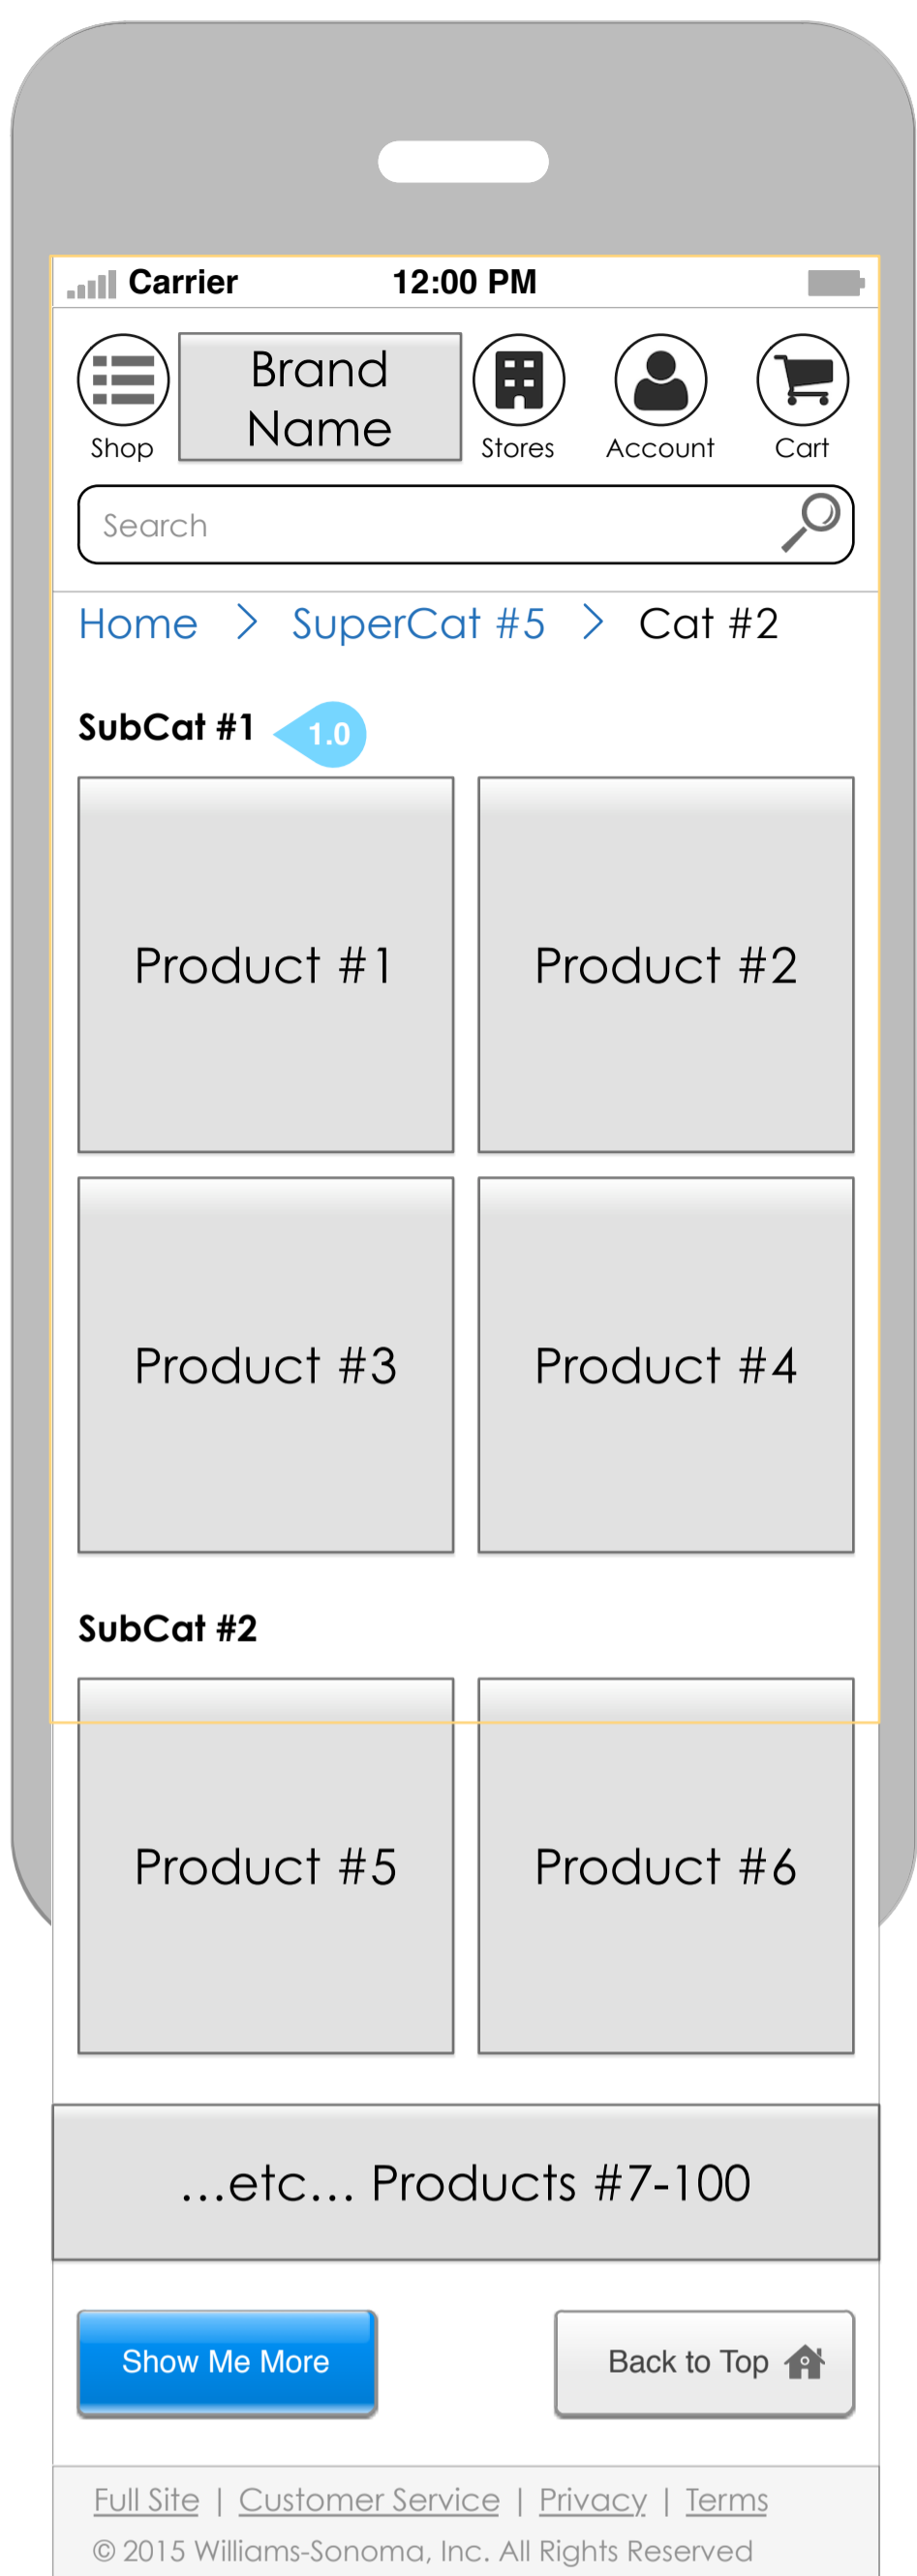 Carrier 12:00 PM
Brand
Name
Shop Stores Account Cart
Search
Home > SuperCat #5 > Cat #2
SubCat #1 1.0
Product #1 Product #2
Product #3 Product #4
SubCat #2
Product #5 Product #6
...etc... Products #7-100
Show Me More Back to Top
Full Site | Customer Service | Privacy | Terms
© 2015 Williams-Sonoma, Inc. All Rights Reserved